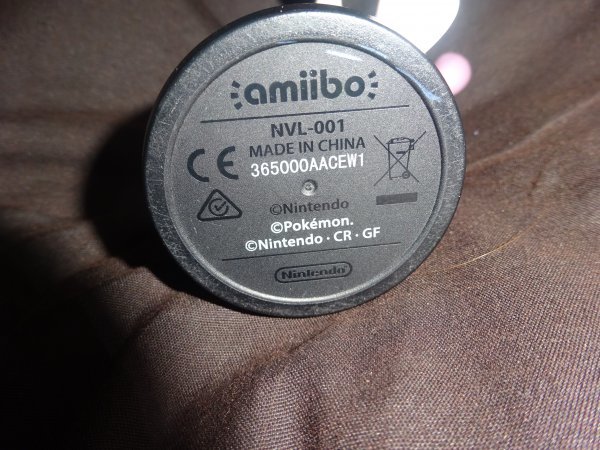 amiibo
NVL-001
MADE IN CHINA
365000AACEW1
CE
©Nintendo
©Pokémon.
©Nintendo · CR · GF
Nintendo